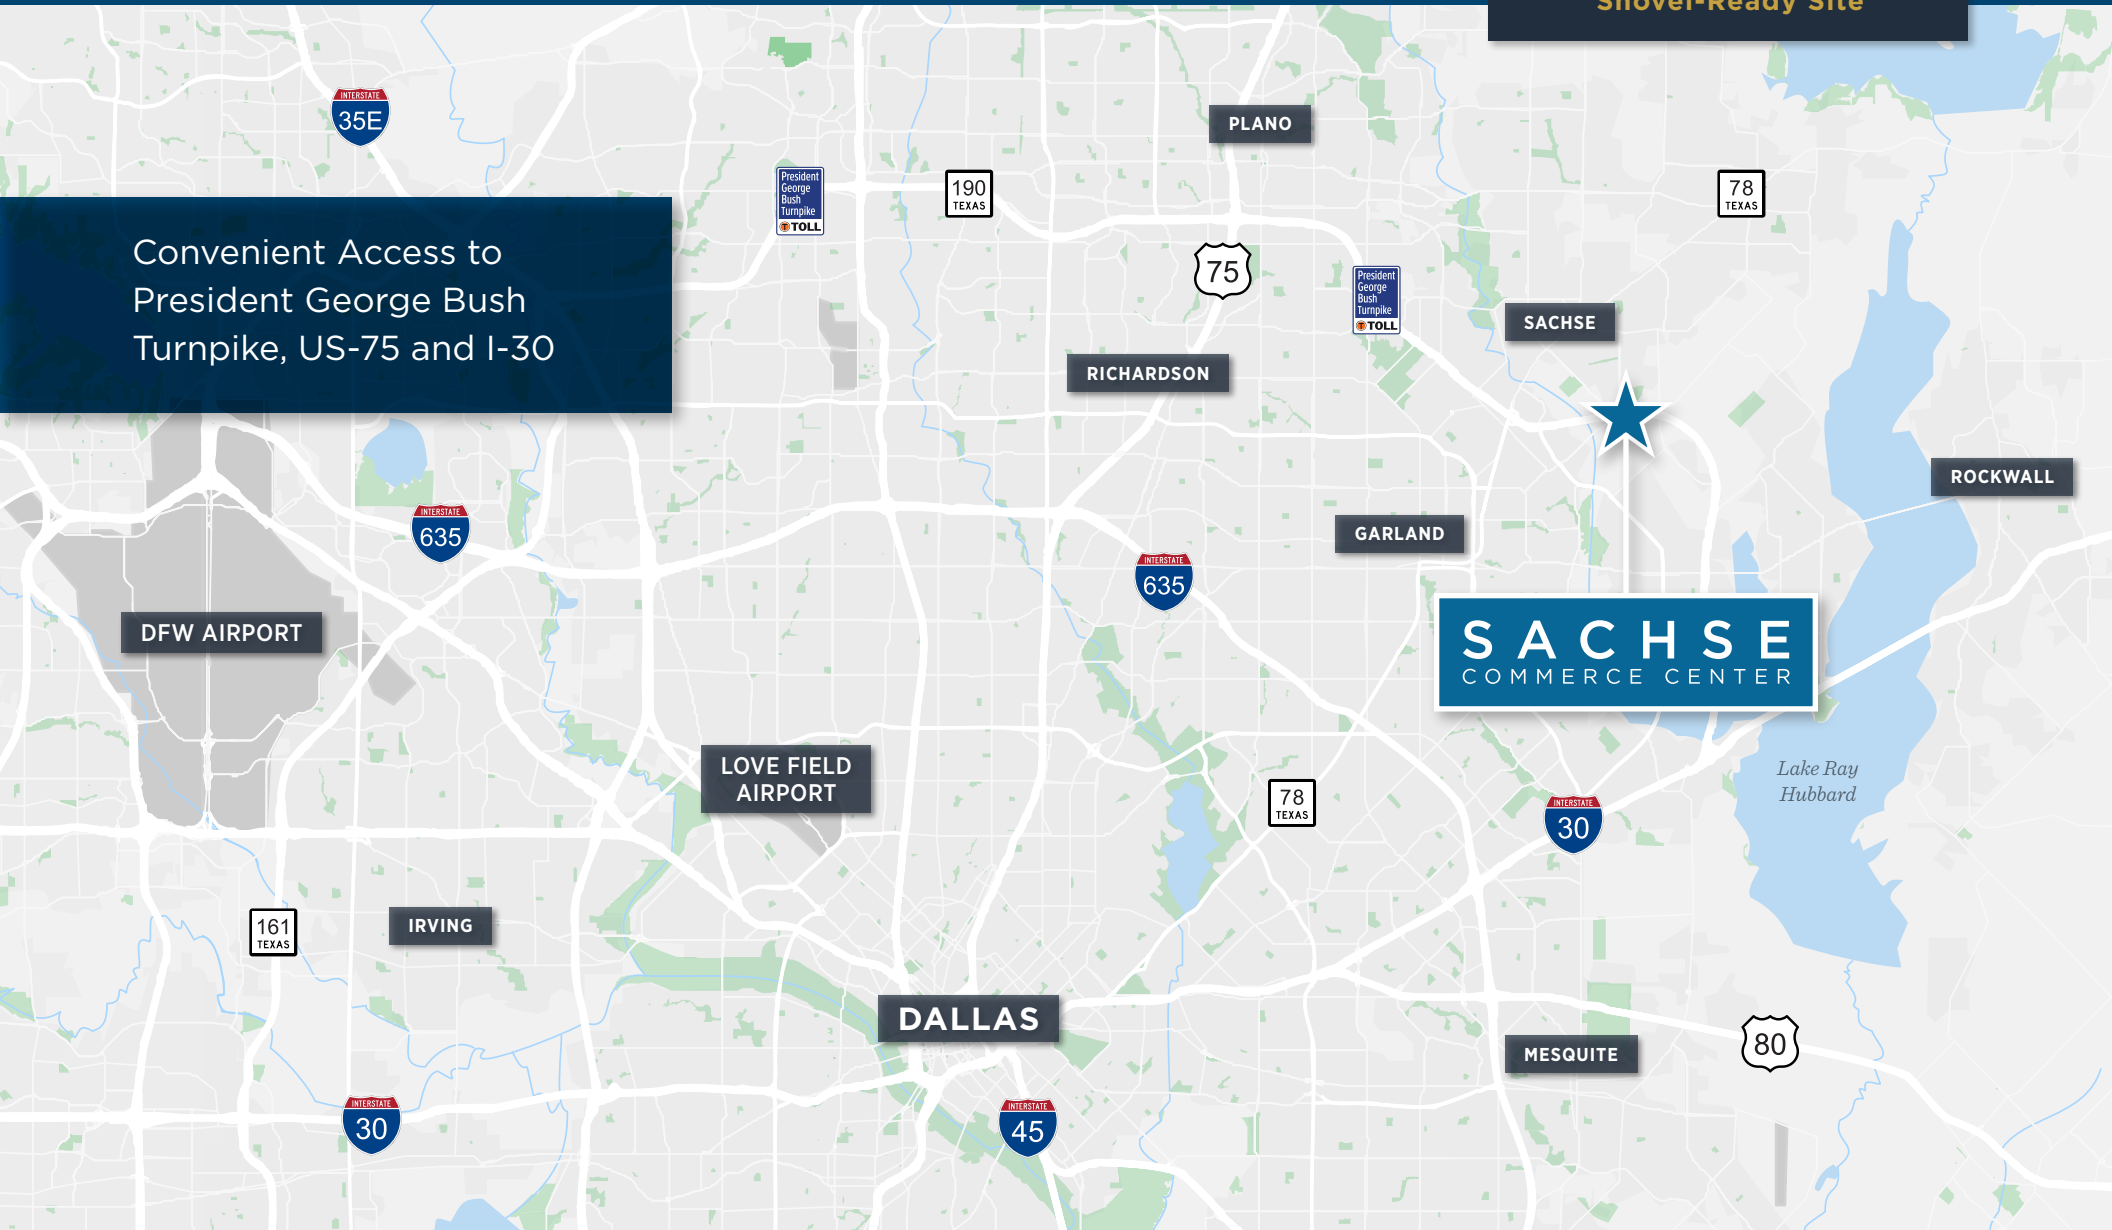 Shovel-Ready Site
INTERSTATE
35E
PLANO
President
George
Bush
Turnpike
TOLL
190
TEXAS
78
TEXAS
Convenient Access to
President George Bush
Turnpike, US-75 and I-30
75
President
George
Bush
Turnpike
TOLL
SACHSE
RICHARDSON
ROCKWALL
INTERSTATE
635
GARLAND
INTERSTATE
635
DFW AIRPORT
SACHSE
COMMERCE CENTER
LOVE FIELD
AIRPORT
Lake Ray
Hubbard
78
TEXAS
INTERSTATE
30
161
TEXAS
IRVING
DALLAS
MESQUITE
80
INTERSTATE
30
INTERSTATE
45